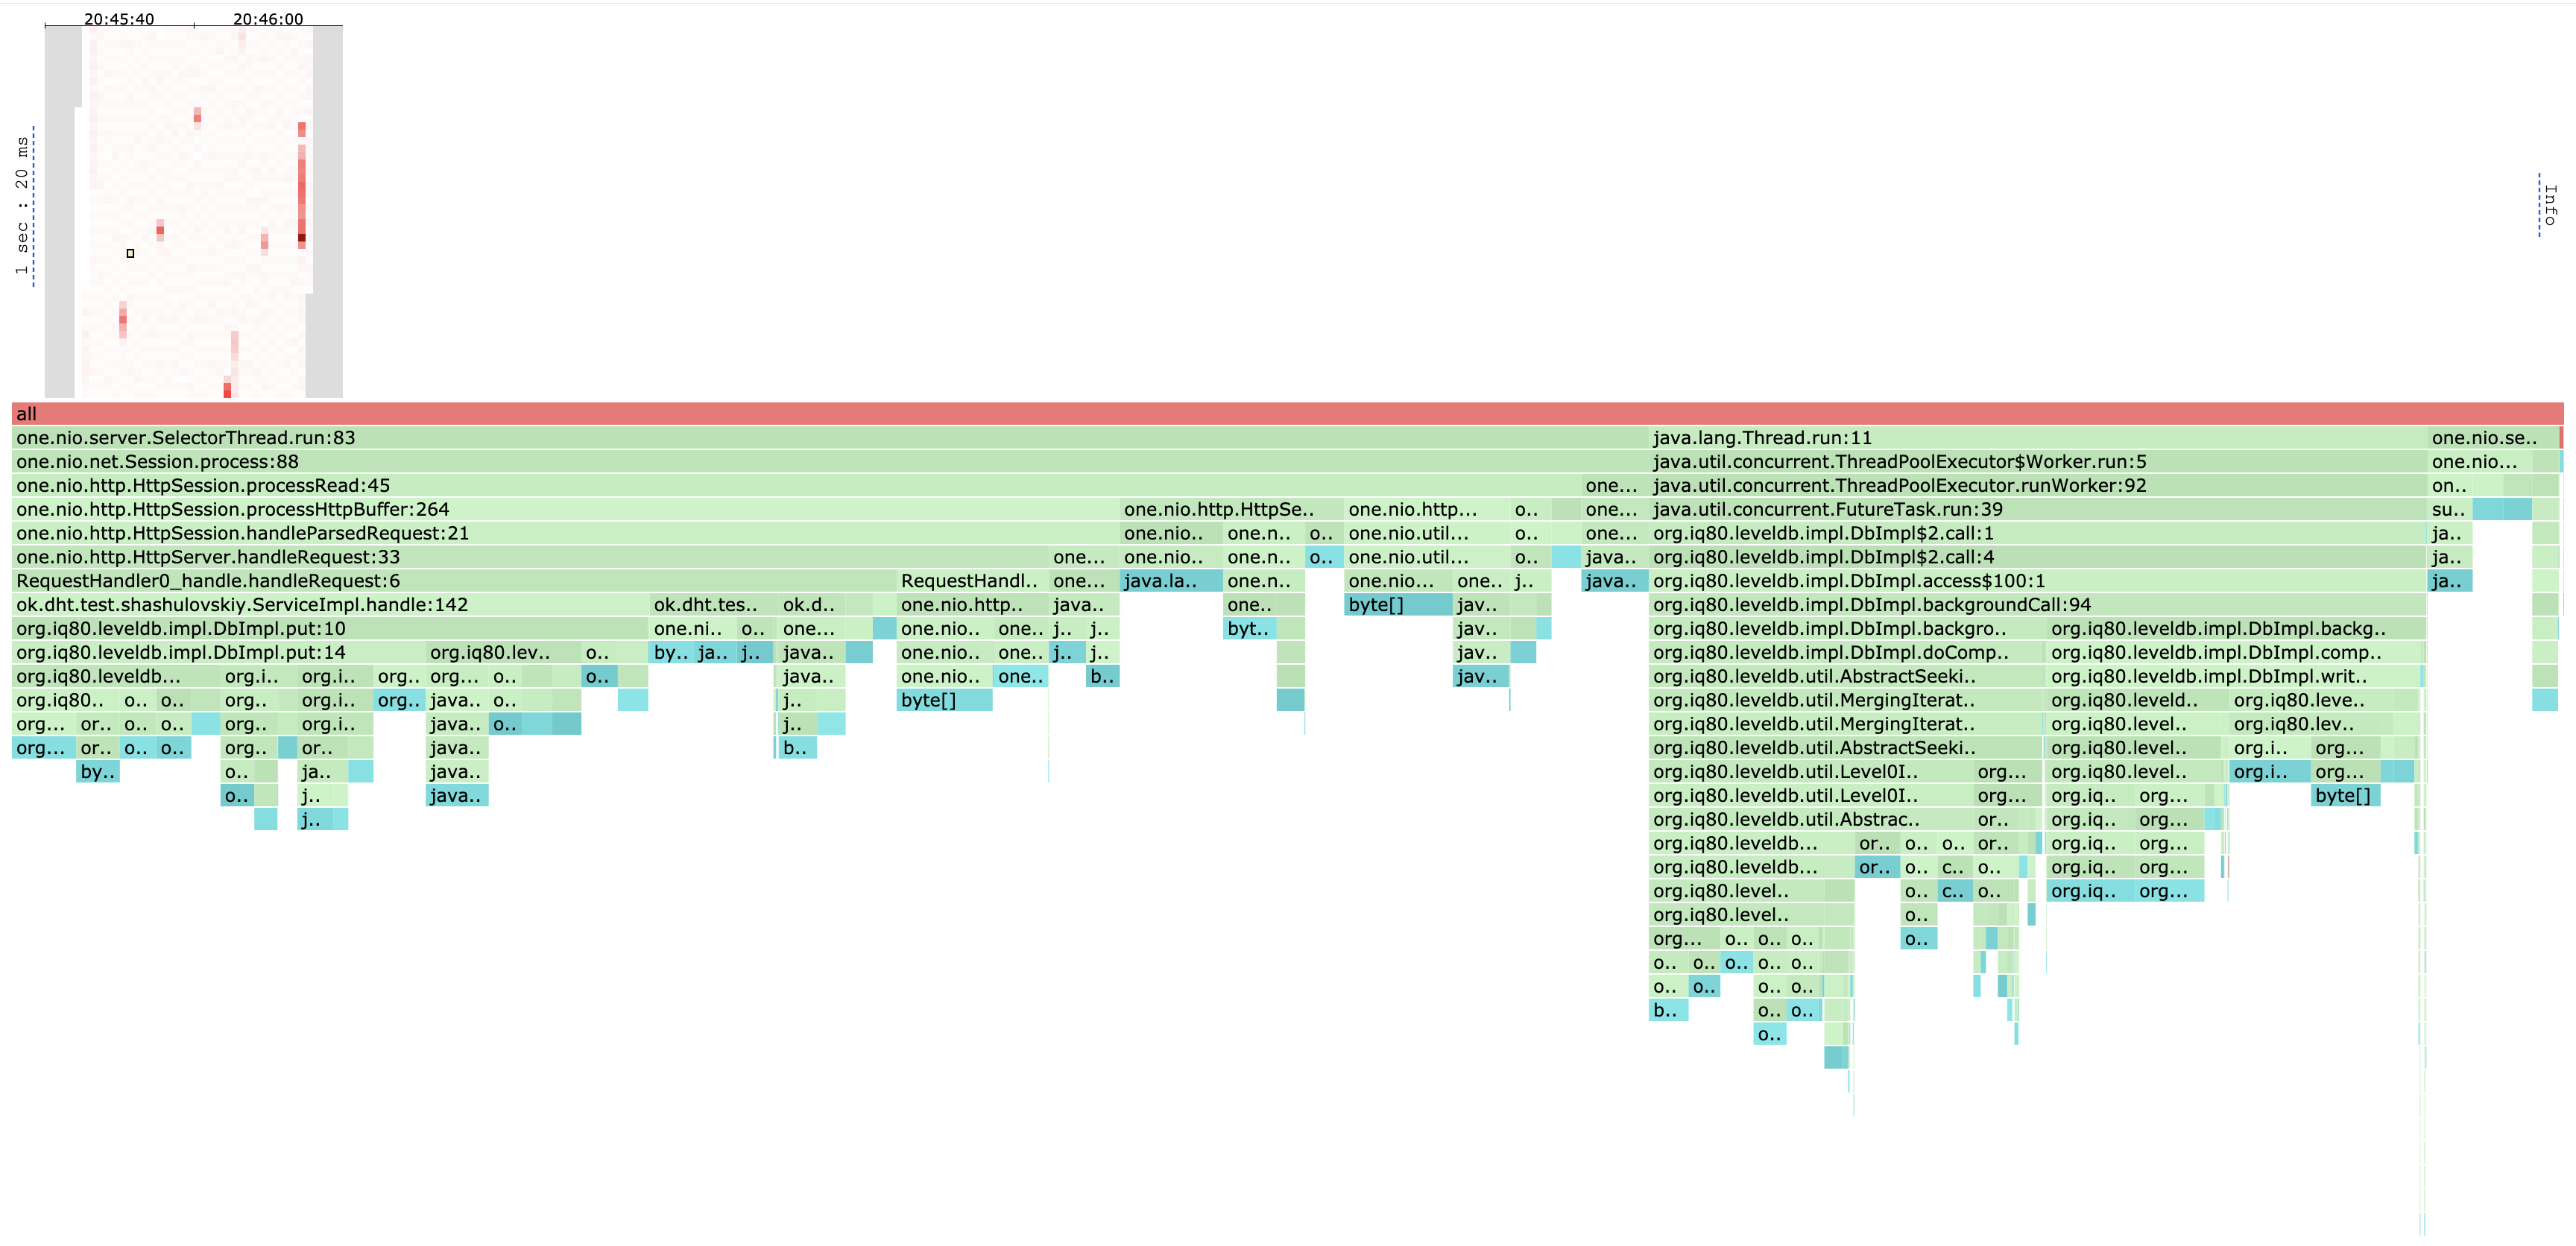 20:45:40 20:46:00
1 sec : 20 ms
Info
all
one.nio.server.SelectorThread.run:83 java.lang.Thread.run:11 one.nio.se..
one.nio.net.Session.process:88 java.util.concurrent.ThreadPoolExecutor$Worker.run:5 one.nio...
one.nio.http.HttpSession.processRead:45 one... java.util.concurrent.ThreadPoolExecutor.runWorker:92 on..
one.nio.http.HttpSession.processHttpBuffer:264 one.nio.http.HttpSe.. one.nio.http... o.. one... java.util.concurrent.FutureTask.run:39 su..
one.nio.http.HttpSession.handleParsedRequest:21 one.nio.. one.n.. o.. one.nio.util... o.. one... org.iq80.leveldb.impl.DbImpl$2.call:1 ja..
one.nio.http.HttpServer.handleRequest:33 one... one.nio.. one.n.. o.. one.nio.util... o.. java.. org.iq80.leveldb.impl.DbImpl$2.call:4 ja..
RequestHandler0_handle.handleRequest:6 RequestHandl.. one... java.la.. one.n.. one.nio... one.. j.. java.. org.iq80.leveldb.impl.DbImpl.access$100:1 ja..
ok.dht.test.shashulovskiy.ServiceImpl.handle:142 ok.dht.tes.. ok.d.. one.nio.http.. java.. one.. byte[] jav.. org.iq80.leveldb.impl.DbImpl.backgroundCall:94
org.iq80.leveldb.impl.DbImpl.put:10 one.ni.. o.. one... one.nio.. one.. j.. j.. byt.. jav.. org.iq80.leveldb.impl.DbImpl.backgro.. org.iq80.leveldb.impl.DbImpl.backg..
org.iq80.leveldb.impl.DbImpl.put:14 org.iq80.lev.. o.. by.. ja.. j.. java.. one.nio.. one.. j.. j.. jav.. org.iq80.leveldb.impl.DbImpl.doComp.. org.iq80.leveldb.impl.DbImpl.comp..
org.iq80.leveldb... org.i.. org.i.. org.. org... o.. o.. java.. one.nio.. one.. b.. jav.. org.iq80.leveldb.util.AbstractSeeki.. org.iq80.leveldb.impl.DbImpl.writ..
org.iq80.. o.. o.. org.. org.i.. org.. java.. o.. j.. byte[] org.iq80.leveldb.util.MergingIterat.. org.iq80.leveld.. org.iq80.leve..
org... or.. o.. o.. org.. org.i.. java.. o.. j.. org.iq80.leveldb.util.MergingIterat.. org.iq80.level.. org.iq80.lev..
org... or.. o.. o.. org.. or.. java.. b.. org.iq80.leveldb.util.AbstractSeeki.. org.iq80.level.. org.i.. org...
by.. o.. ja.. java.. org.iq80.leveldb.util.Level0I.. org... org.iq80.level.. org.i.. org...
o.. j.. java.. org.iq80.leveldb.util.Level0I.. org... org.iq.. org... byte[]
j.. org.iq80.leveldb.util.Abstrac.. or.. org.iq.. org...
org.iq80.leveldb... or.. o.. o.. or.. org.iq.. org...
org.iq80.leveldb... or.. o.. c.. o.. org.iq.. org...
org.iq80.level.. o.. c.. o.. org.iq.. org...
org.iq80.level.. o..
org... o.. o.. o.. o..
o.. o.. o.. o.. o..
o.. o.. o.. o..
b.. o.. o..
o..